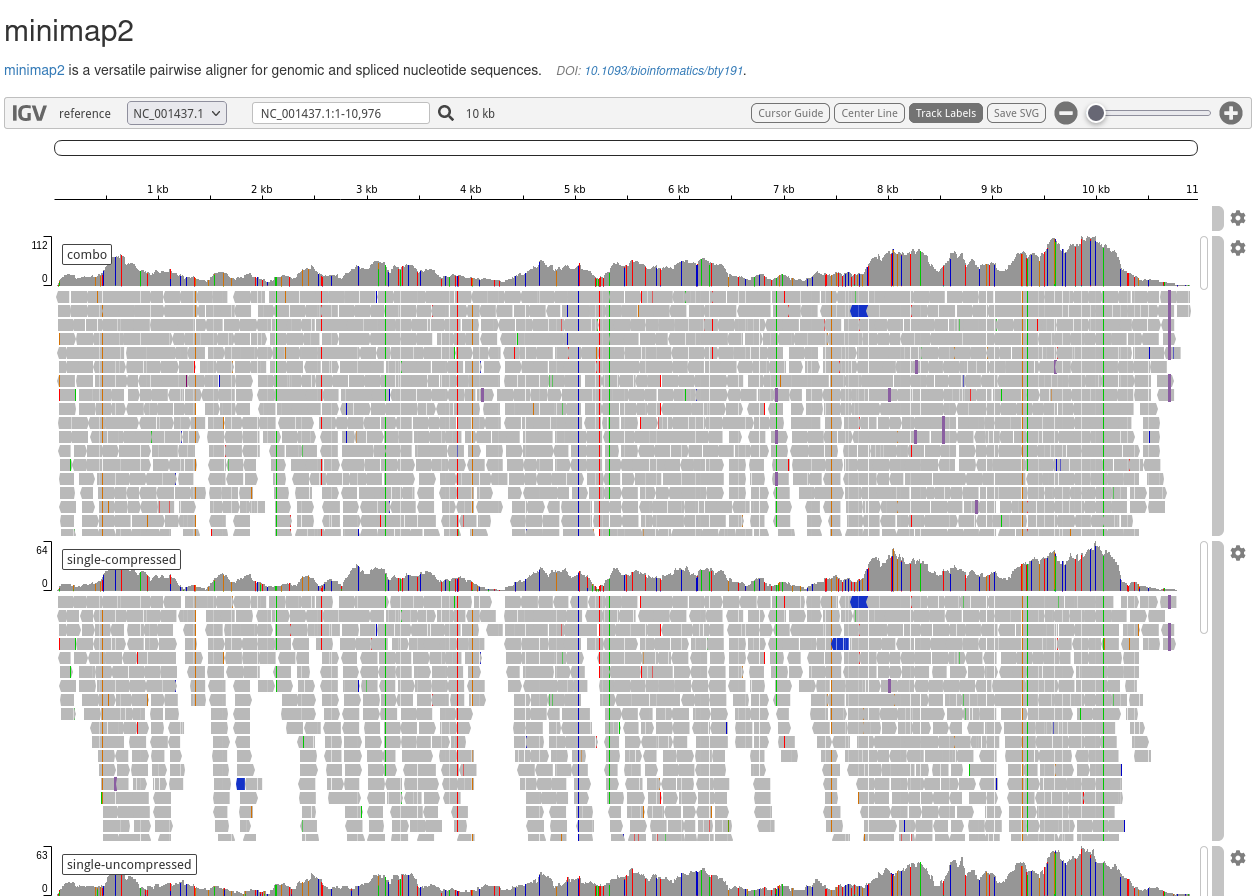 minimap2
minimap2 is a versatile pairwise aligner for genomic and spliced nucleotide sequences. DOI: 10.1093/bioinformatics/bty191.
IGV reference NC_001437.1 NC_001437.1:1-10,976 10 kb Cursor Guide Center Line Track Labels Save SVG
1 kb 2 kb 3 kb 4 kb 5 kb 6 kb 7 kb 8 kb 9 kb 10 kb 11
112 combo
0
64 single-compressed
0
63 single-uncompressed
0